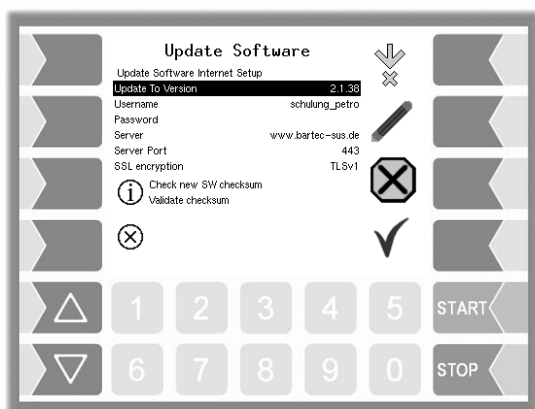 Update Software
Update Software Internet Setup
Update To Version 2.1.38
Username schulung_petro
Password
Server www.bartec-sus.de
Server Port 443
SSL encryption TLSv1
Check new SW checksum
Validate checksum
1 2 3 4 5 START
6 7 8 9 0 STOP